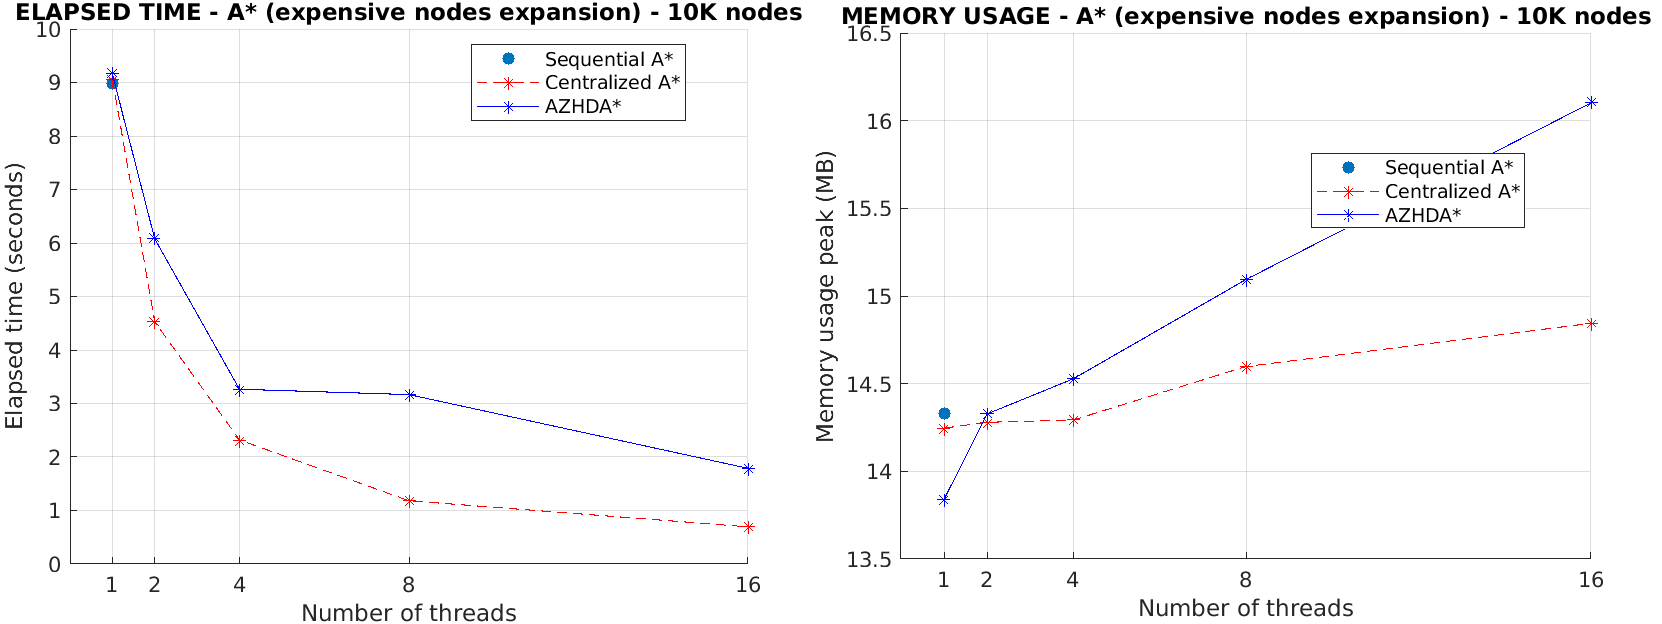 ELAPSED TIME - A* (expensive nodes expansion) - 10K nodes
10
9
8
7
6
5
4
3
2
1
0
Elapsed time (seconds)
Sequential A*
Centralized A*
AZHDA*
1 2 4 8 16
Number of threads
MEMORY USAGE - A* (expensive nodes expansion) - 10K nodes
16.5
16
15.5
15
14.5
14
13.5
Memory usage peak (MB)
Sequential A*
Centralized A*
AZHDA*
1 2 4 8 16
Number of threads